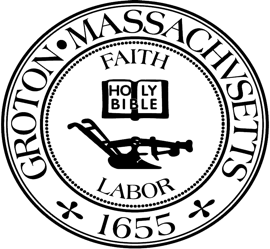 GROTON • MASSACHVSETTS
FAITH
HOLY
BIBLE
LABOR
1655